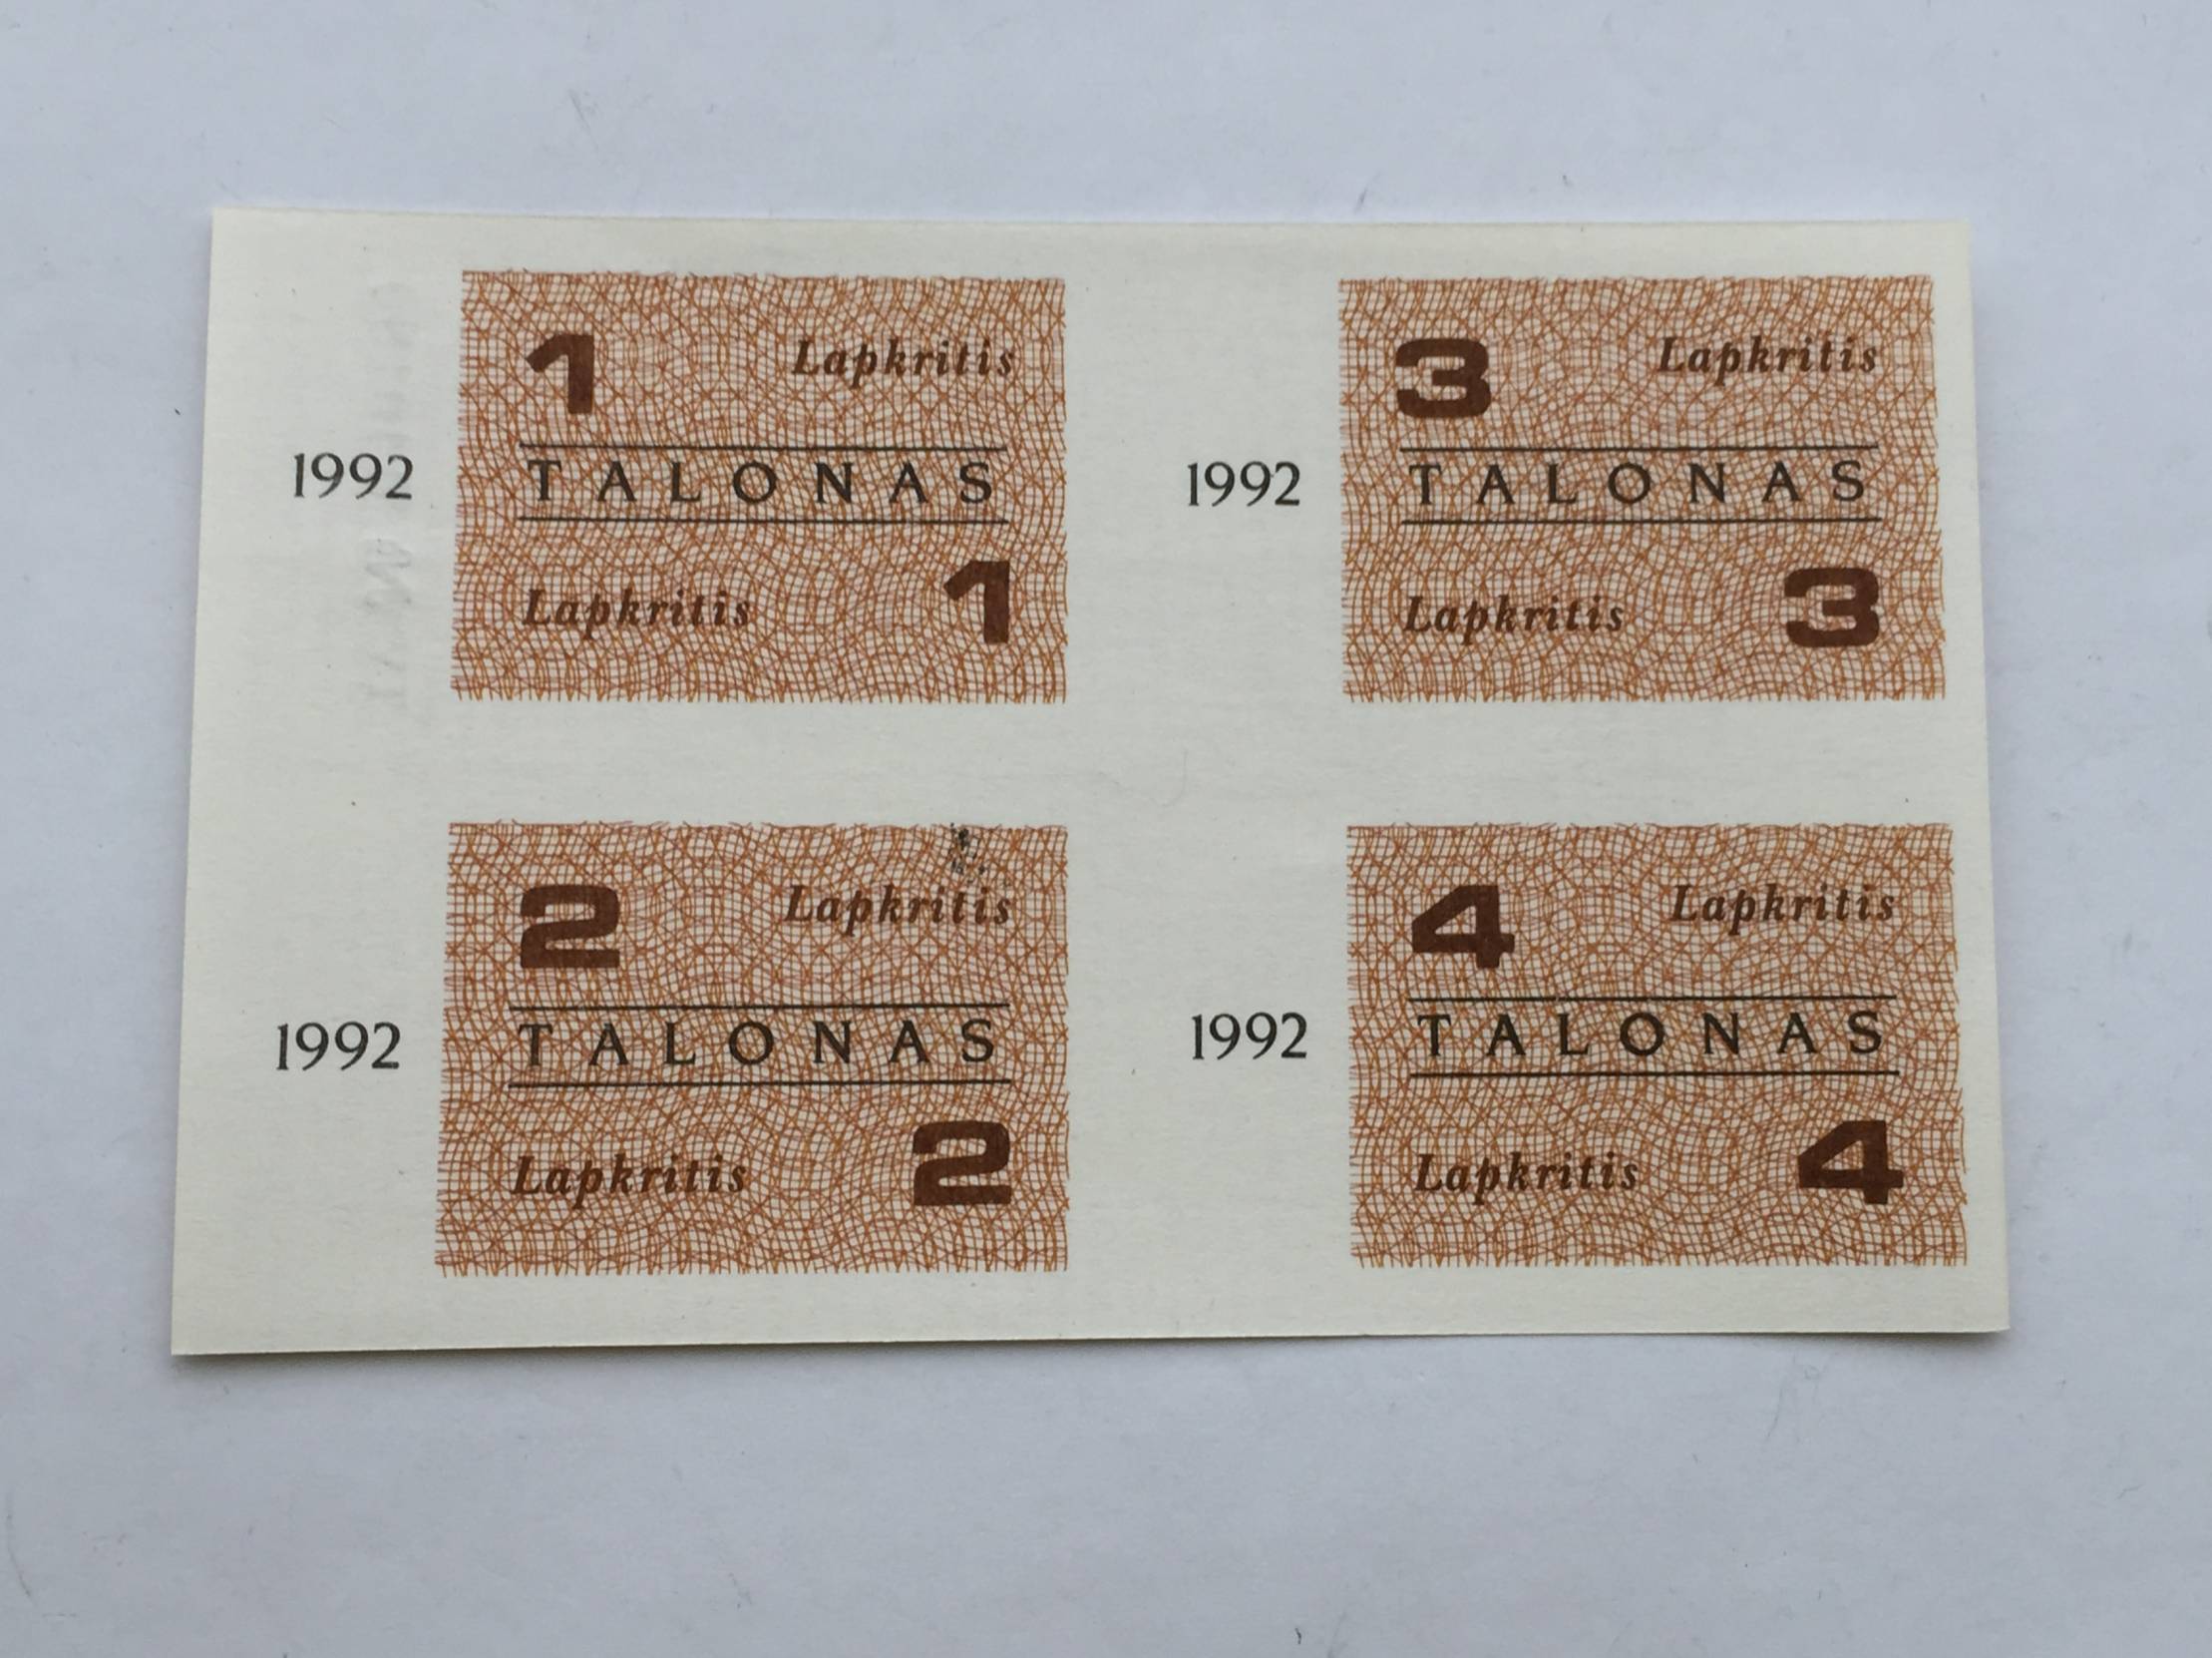 1 Lapkritis
1992 TALONAS
Lapkritis 1
3 Lapkritis
1992 TALONAS
Lapkritis 3
2 Lapkritis
1992 TALONAS
Lapkritis 2
4 Lapkritis
1992 TALONAS
Lapkritis 4